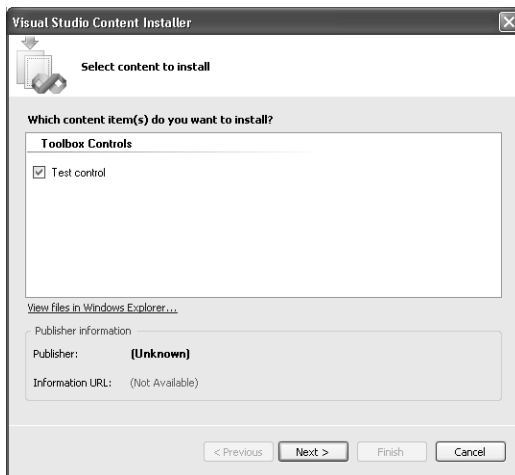 Visual Studio Content Installer
Select content to install
Which content item(s) do you want to install?
Toolbox Controls
Test control
View files in Windows Explorer...
Publisher information
Publisher: (Unknown)
Information URL: (Not Available)
< Previous Next > Finish Cancel